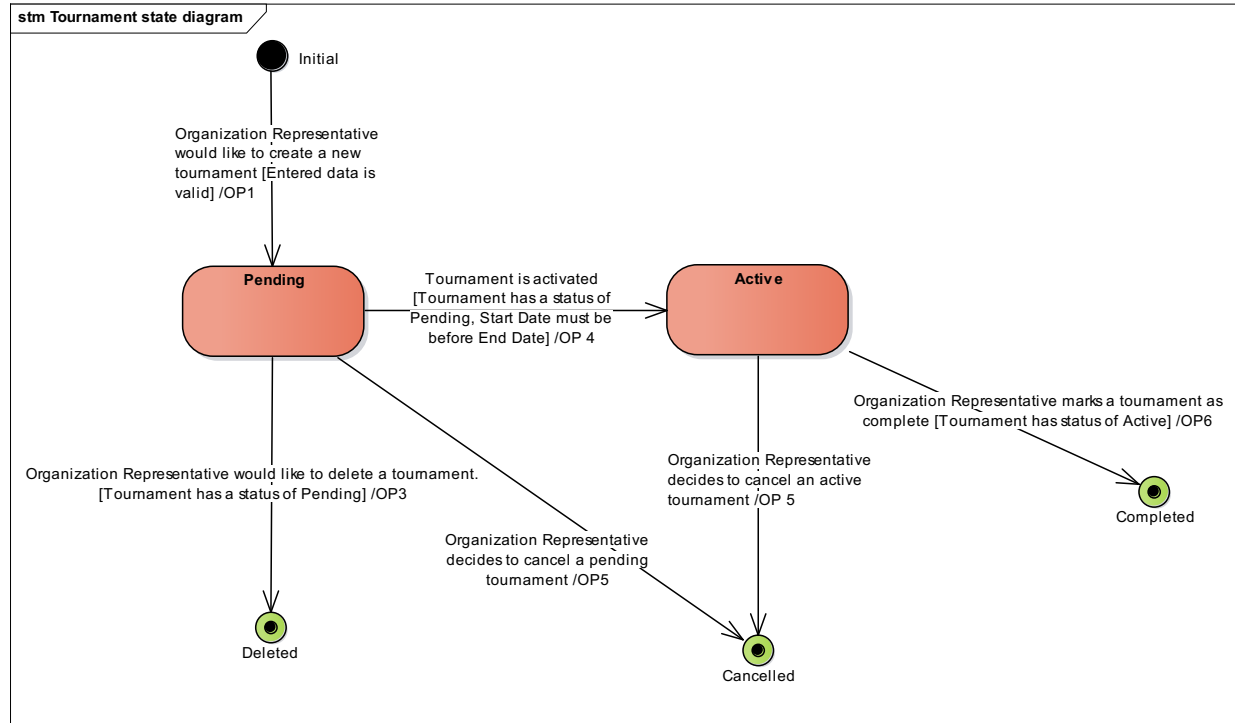 stm Tournament state diagram
Initial
Organization Representative
would like to create a new
tournament [Entered data is
valid] /OP1
Pending
Tournament is activated
[Tournament has a status of
Pending, Start Date must be
before End Date] /OP 4
Active
Organization Representative marks a tournament as
complete [Tournament has status of Active] /OP6
Organization Representative would like to delete a tournament.
[Tournament has a status of Pending] /OP3
Organization Representative
decides to cancel an active
tournament /OP 5
Completed
Organization Representative
decides to cancel a pending
tournament /OP5
Deleted
Cancelled